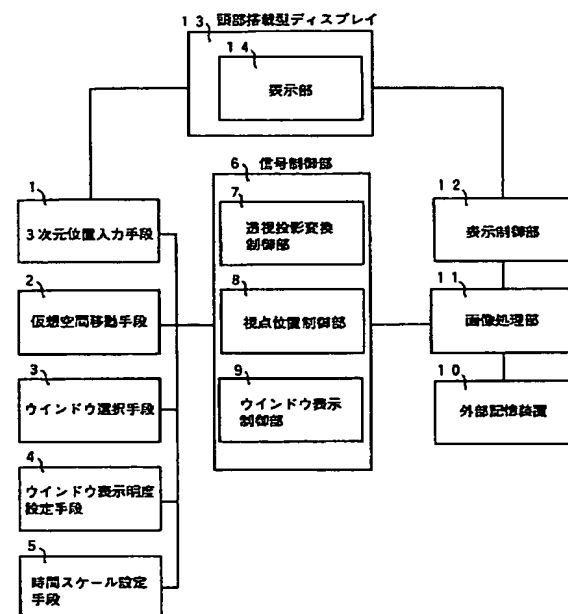 13 頭部搭載型ディスプレイ
14
表示部
6 信号制御部
1
3次元位置入力手段
2
仮想空間移動手段
3
ウインドウ選択手段
4
ウインドウ表示明度
設定手段
5
時間スケール設定
手段
7
透視投影変換
制御部
8
視点位置制御部
9
ウインドウ表示
制御部
12
表示制御部
11
画像処理部
10
外部記憶装置